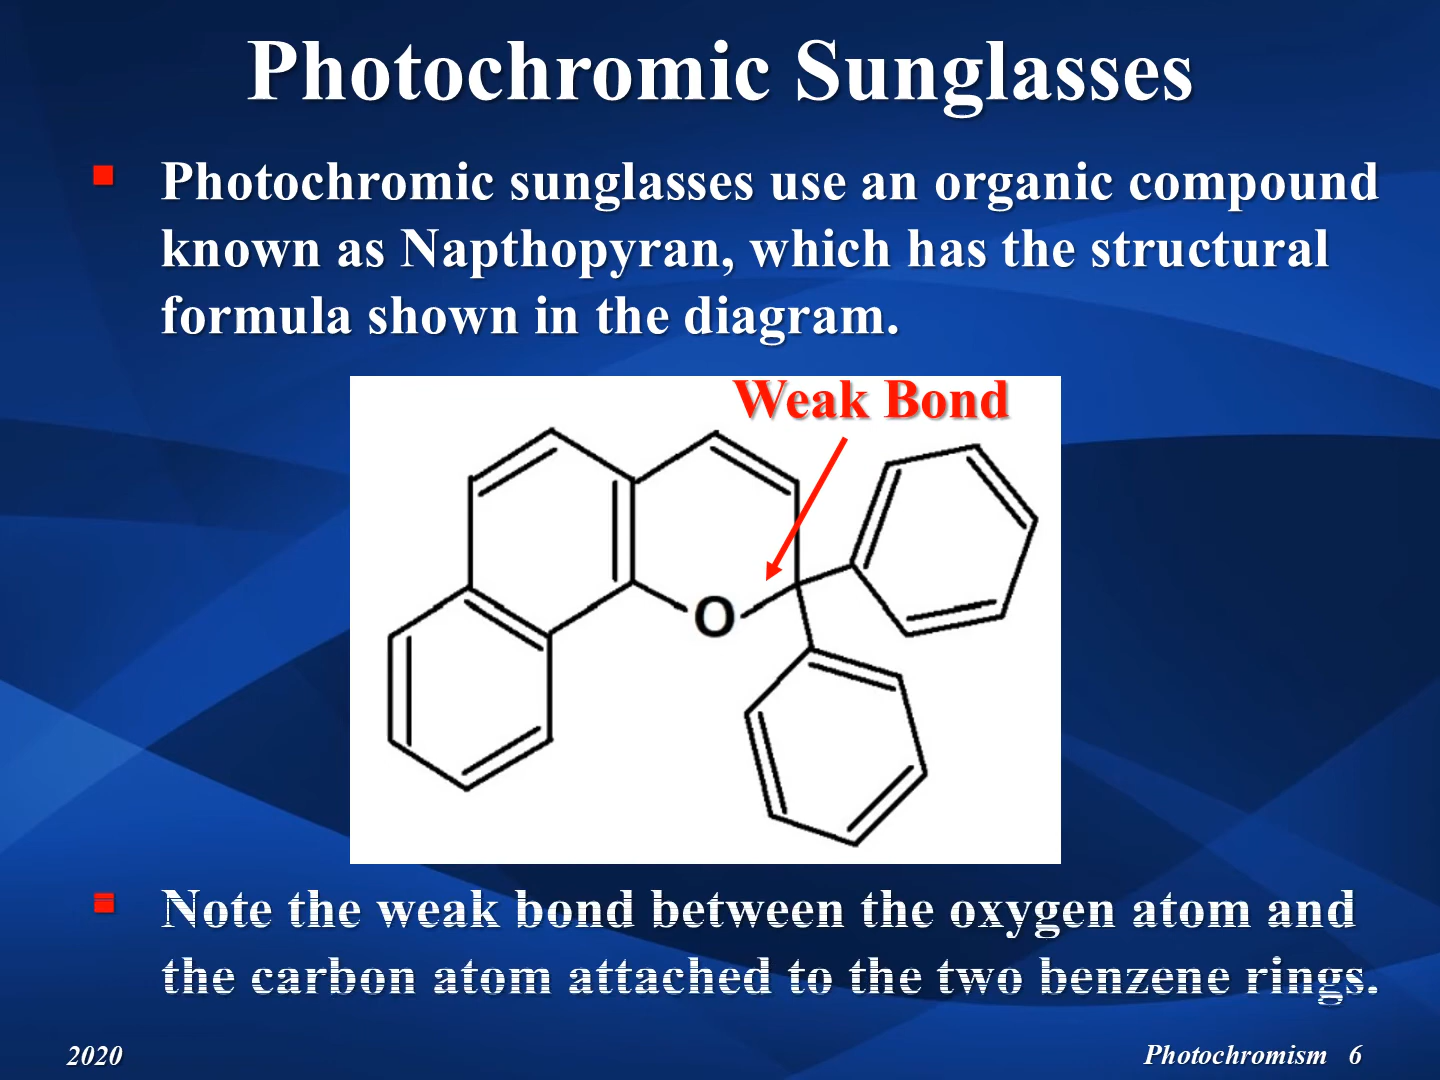 Photochromic Sunglasses
Photochromic sunglasses use an organic compound
known as Napthopyran, which has the structural
formula shown in the diagram.
Weak Bond
O
Note the weak bond between the oxygen atom and
the carbon atom attached to the two benzene rings.
2020
Photochromism 6